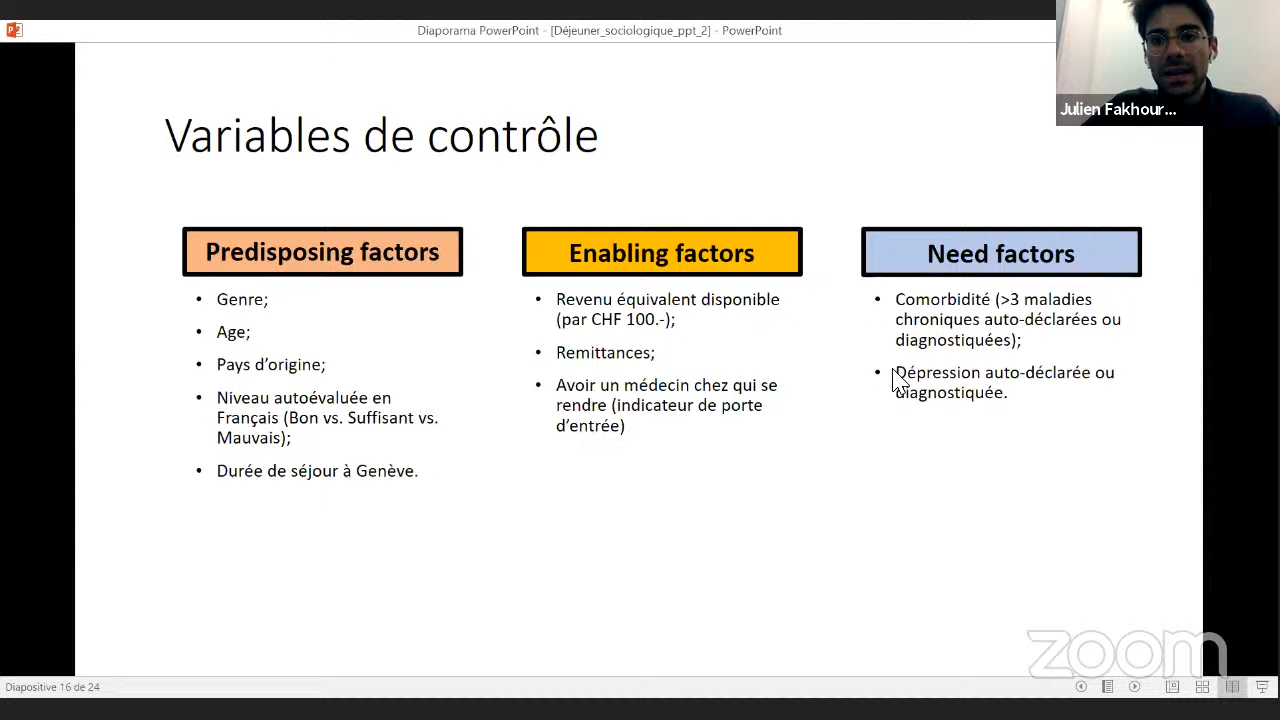 Diaporama PowerPoint - [Déjeuner_sociologique_ppt_2] - PowerPoint
Julien Fakhour...
Variables de contrôle
Predisposing factors
• Genre;
• Age;
• Pays d'origine;
• Niveau autoévaluée en
Français (Bon vs. Suffisant vs.
Mauvais);
• Durée de séjour à Genève.
Enabling factors
• Revenu équivalent disponible
(par CHF 100.-);
• Remittances;
• Avoir un médecin chez qui se
rendre (indicateur de porte
d'entrée)
Need factors
• Comorbidité (>3 maladies
chroniques auto-déclarées ou
diagnostiquées);
• Dépression auto-déclarée ou
diagnostiquée.
zoom
Diapositive 16 de 24